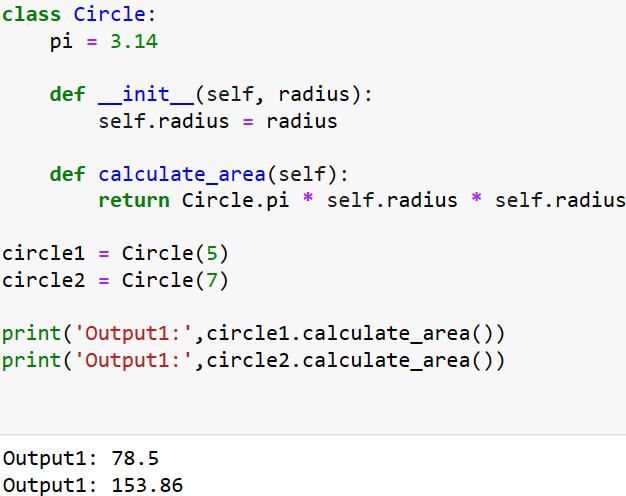 class Circle:
    pi = 3.14
    def __init__(self, radius):
        self.radius = radius
    def calculate_area(self):
        return Circle.pi * self.radius * self.radius
circle1 = Circle(5)
circle2 = Circle(7)
print('Output1:',circle1.calculate_area())
print('Output1:',circle2.calculate_area())
Output1: 78.5
Output1: 153.86